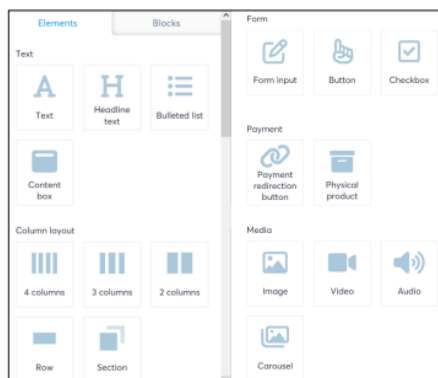 Elements
Blocks
Text
Text
Headline
text
Bulleted list
Content
box
Column layout
4 columns
3 columns
2 columns
Row
Section
Form
Form input
Button
Checkbox
Payment
Payment
redirection
button
Physical
product
Media
Image
Video
Audio
Carousel